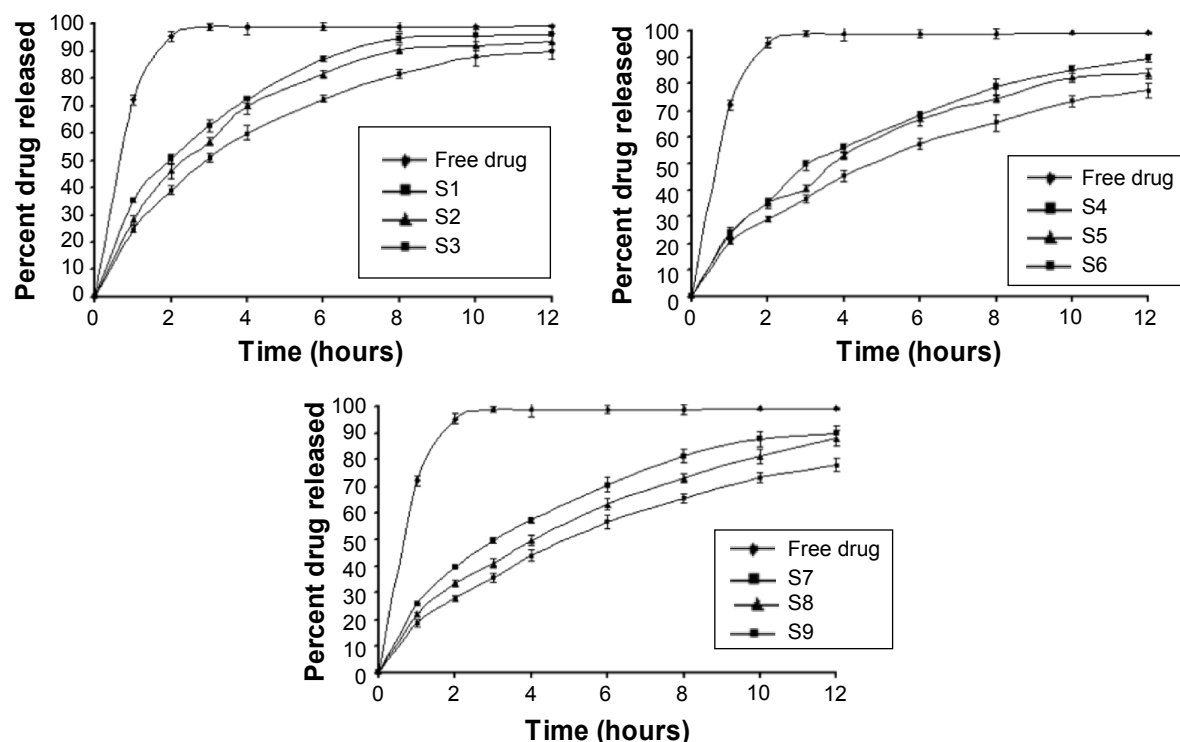 Percent drug released
100
90
80
70
60
50
40
30
20
10
0
0 2 4 6 8 10 12
Time (hours)
Free drug
S1
S2
S3
Percent drug released
100
90
80
70
60
50
40
30
20
10
0
0 2 4 6 8 10 12
Time (hours)
Free drug
S4
S5
S6
Percent drug released
100
90
80
70
60
50
40
30
20
10
0
0 2 4 6 8 10 12
Time (hours)
Free drug
S7
S8
S9